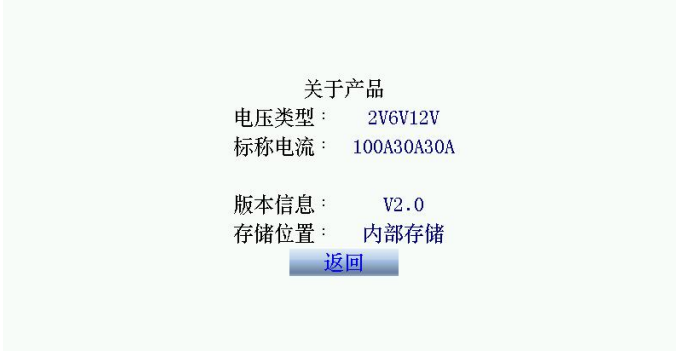 关于产品
电压类型： 2V6V12V
标称电流： 100A30A30A
版本信息： V2.0
存储位置： 内部存储
返回